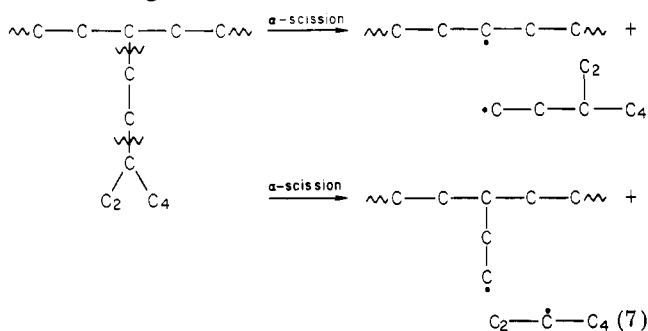 C — C — C — C — C α-scission C — C — C — C — C +
C C2
C •C — C — C — C4
C
C2 C4 α-scission C — C — C — C — C +
C
C
C2 — C — C4 (7)